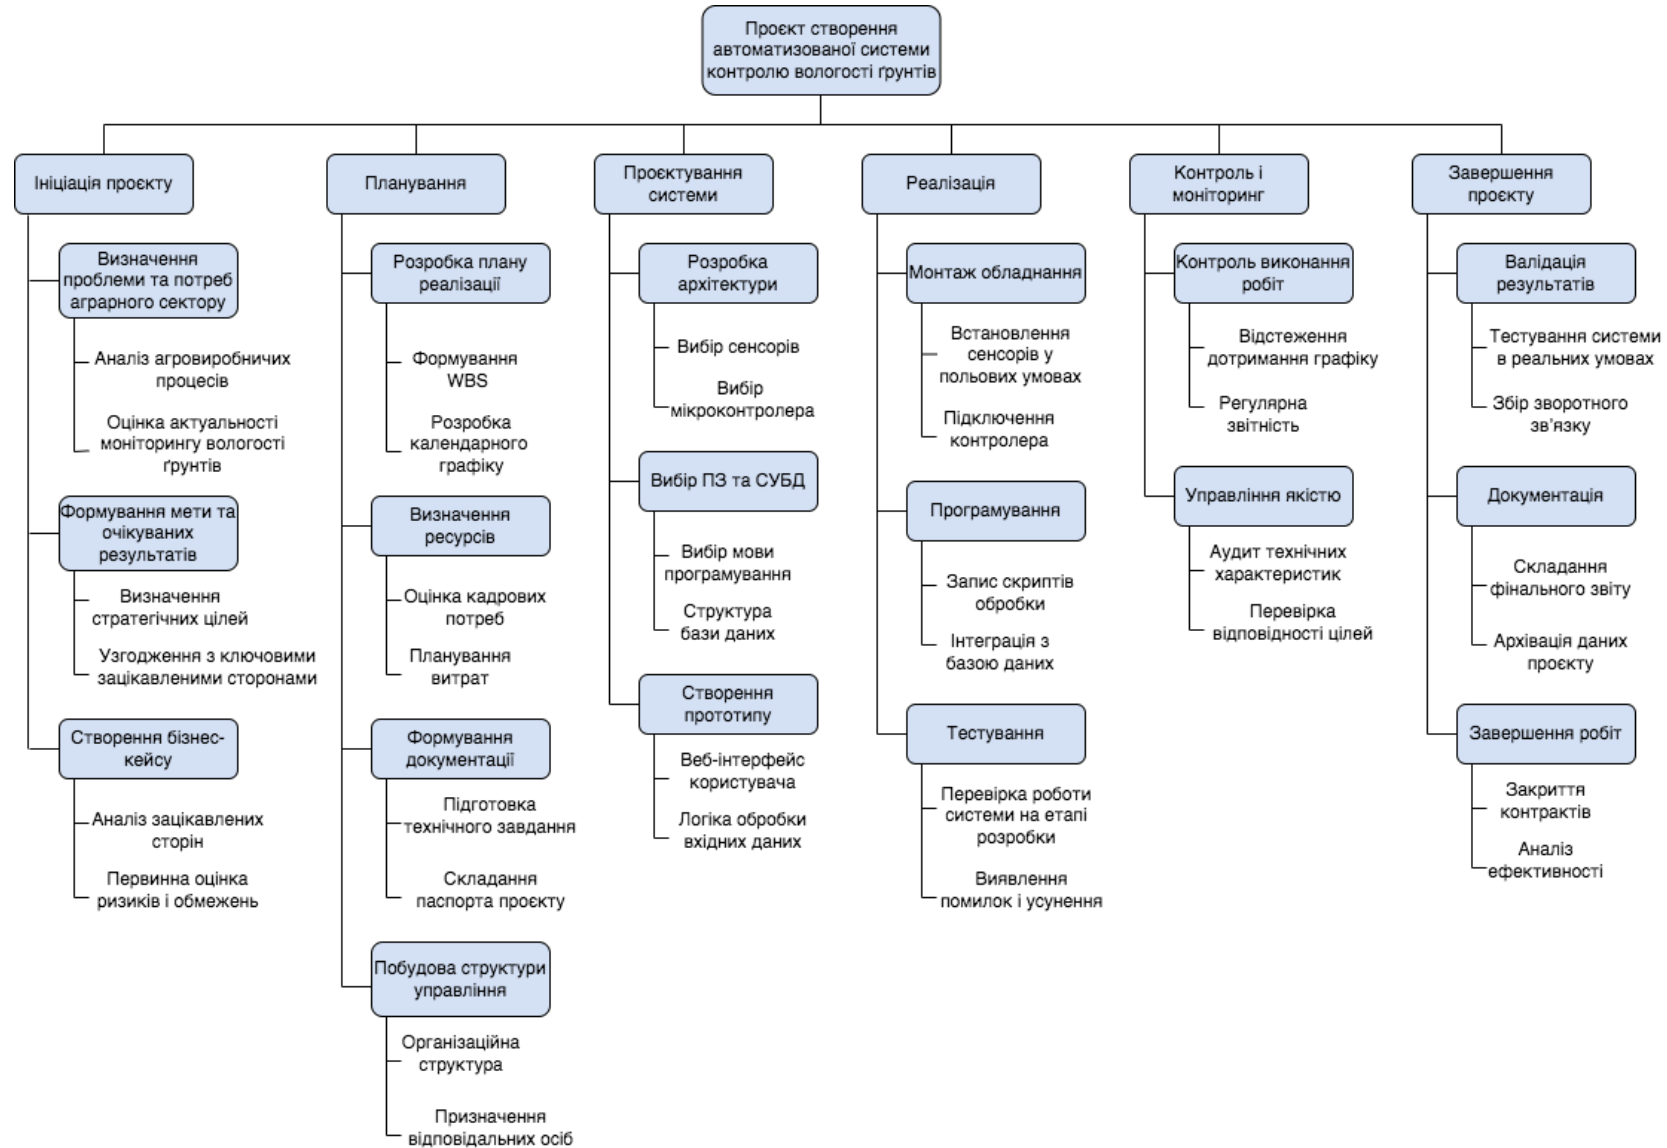 Проєкт створення
автоматизованої системи
контролю вологості ґрунтів
Ініціація проєкту
Визначення
проблеми та потреб
аграрного сектору
Аналіз агровиробничих
процесів
Оцінка актуальності
моніторингу вологості
ґрунтів
Формування мети та
очікуваних
результатів
Визначення
стратегічних цілей
Узгодження з ключовими
зацікавленими сторонами
Створення бізнес-
кейсу
Аналіз зацікавлених
сторін
Первинна оцінка
ризиків і обмежень
Планування
Розробка плану
реалізації
Формування
WBS
Розробка
календарного
графіку
Визначення
ресурсів
Оцінка кадрових
потреб
Планування
витрат
Формування
документації
Підготовка
технічного завдання
Складання
паспорта проєкту
Побудова структури
управління
Організаційна
структура
Призначення
відповідальних осіб
Проєктування
системи
Розробка
архітектури
Вибір сенсорів
Вибір
мікроконтролера
Вибір ПЗ та СУБД
Вибір мови
програмування
Структура
бази даних
Створення
прототипу
Веб-інтерфейс
користувача
Логіка обробки
вхідних даних
Реалізація
Монтаж обладнання
Встановлення
сенсорів у
польових умовах
Підключення
контролера
Програмування
Запис скриптів
обробки
Інтеграція з
базою даних
Тестування
Перевірка роботи
системи на етапі
розробки
Виявлення
помилок і усунення
Контроль і
моніторинг
Контроль виконання
робіт
Відстеження
дотримання графіку
Регулярна
звітність
Управління якістю
Аудит технічних
характеристик
Перевірка
відповідності цілей
Завершення
проєкту
Валідація
результатів
Тестування системи
в реальних умовах
Збір зворотного
зв'язку
Документація
Складання
фінального звіту
Архівація даних
проєкту
Завершення робіт
Закриття
контрактів
Аналіз
ефективності